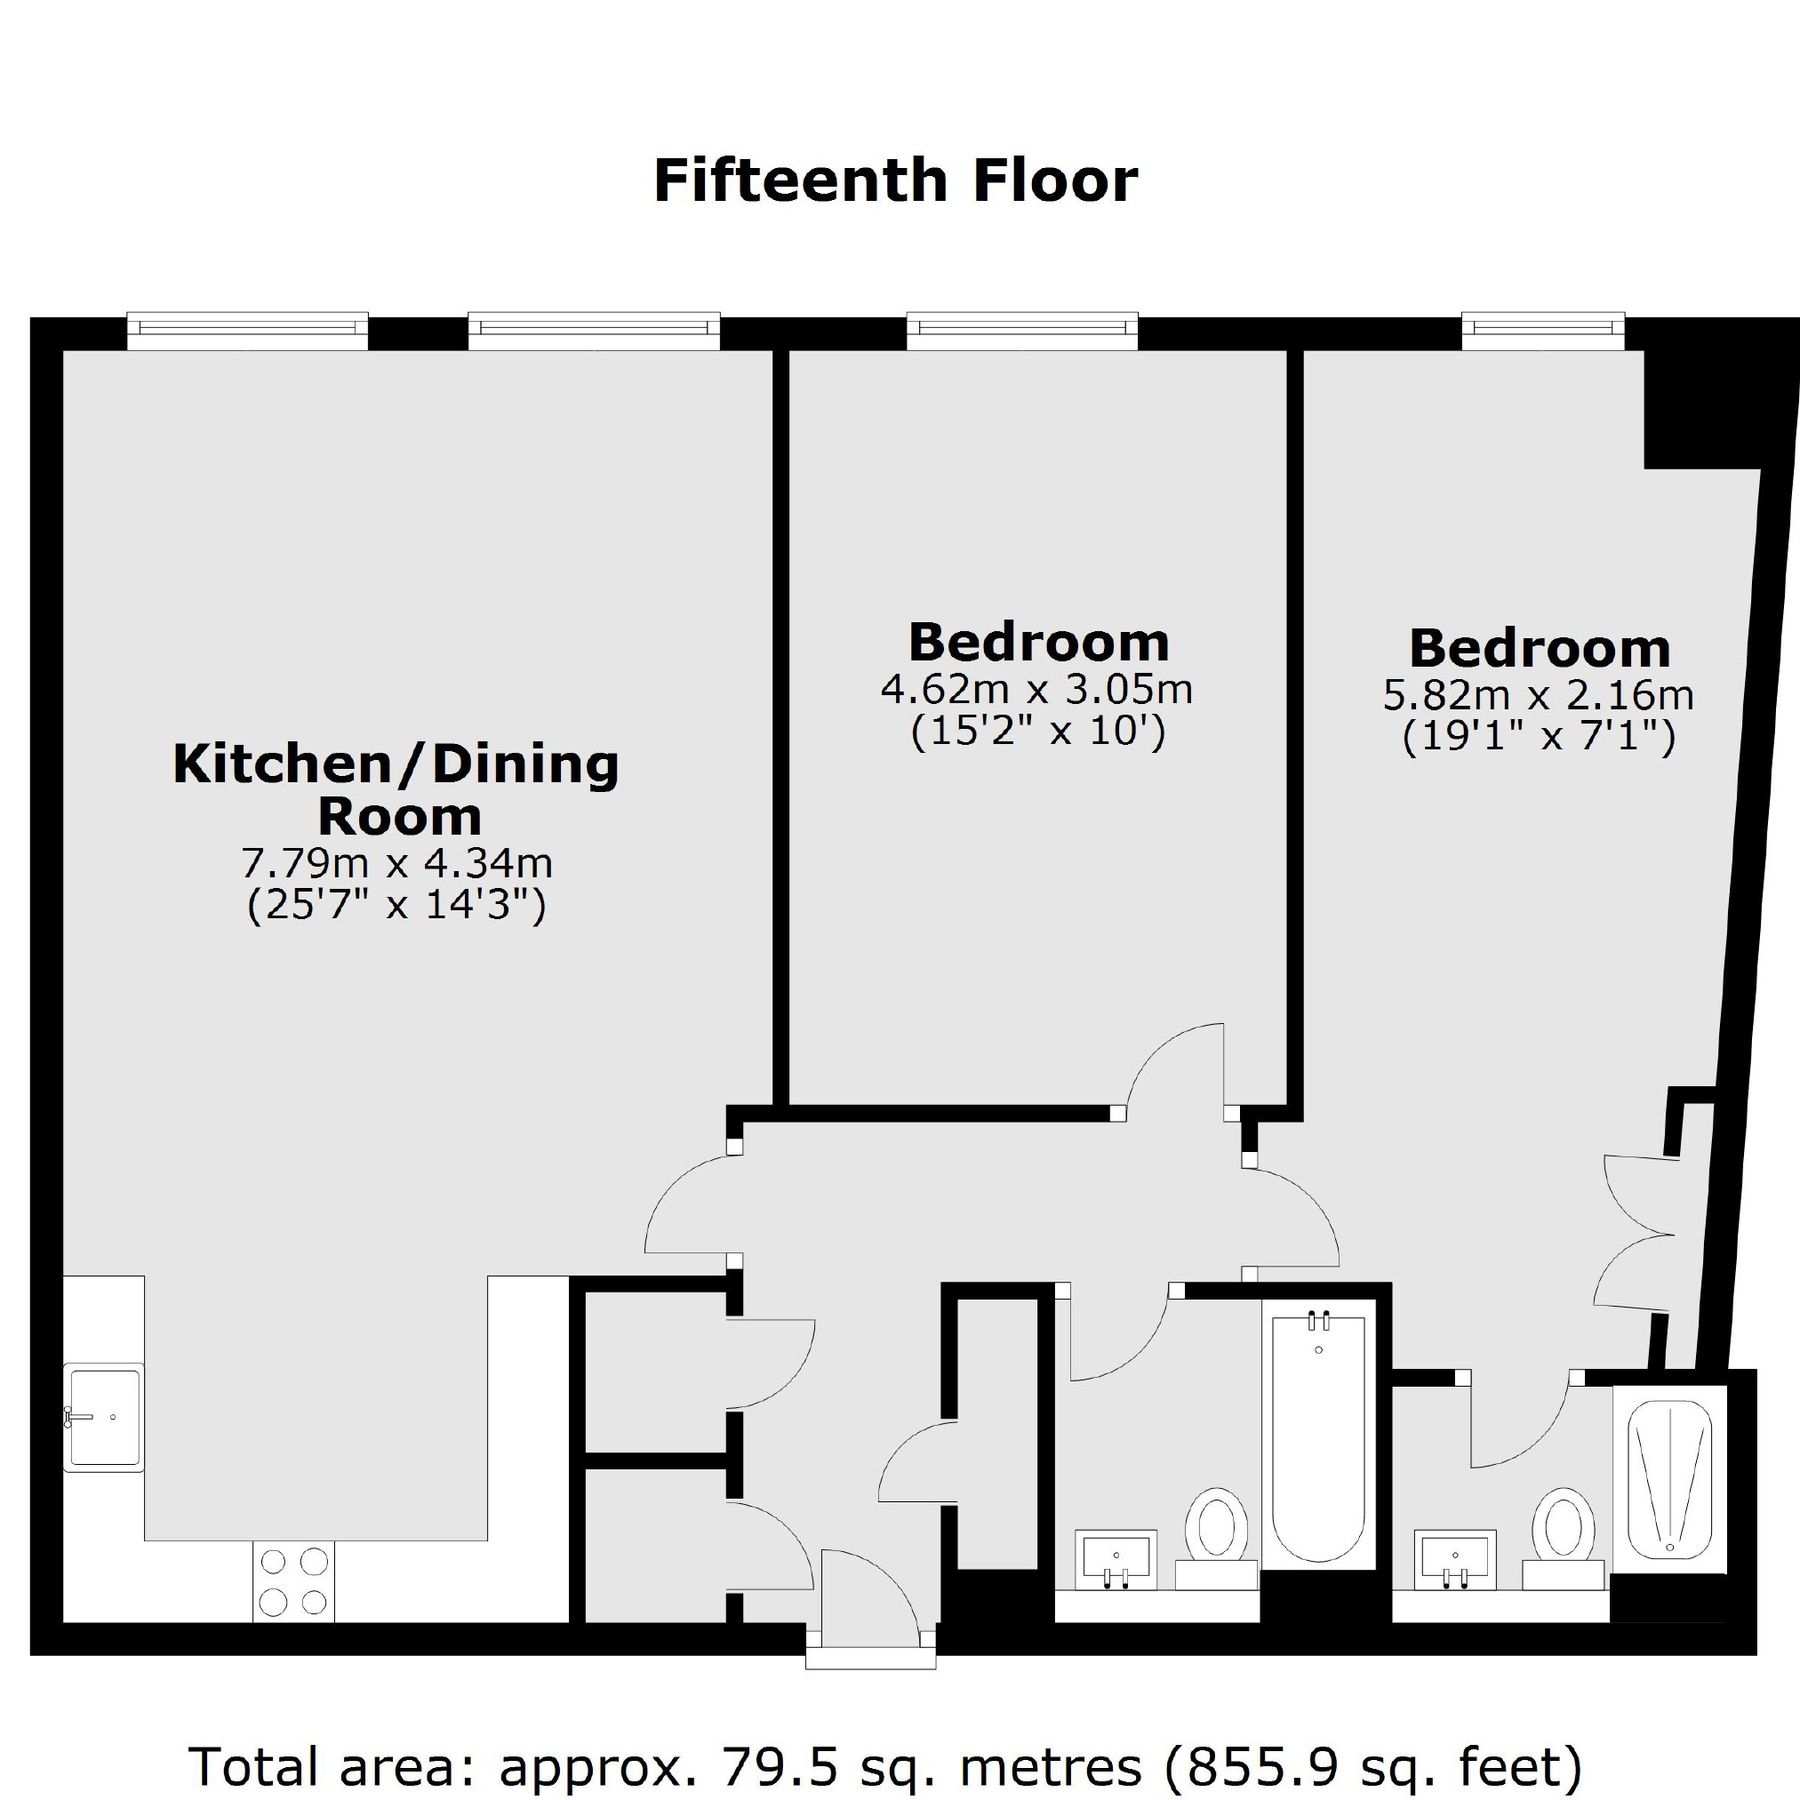 Fifteenth Floor
Kitchen/Dining
Room
7.79m x 4.34m
(25'7" x 14'3")
Bedroom
4.62m x 3.05m
(15'2" x 10')
Bedroom
5.82m x 2.16m
(19'1" x 7'1")
Total area: approx. 79.5 sq. metres (855.9 sq. feet)